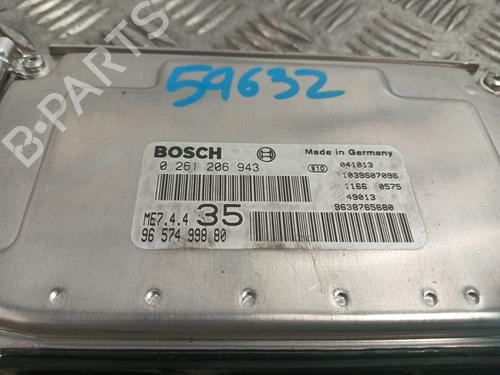 B-PARTS
59632
BOSCH
Made in Germany
0 261 206 943
610 041013
1039S07096
1166 0575
49013
9638765680
ME7.4.4 35
96 574 998 80